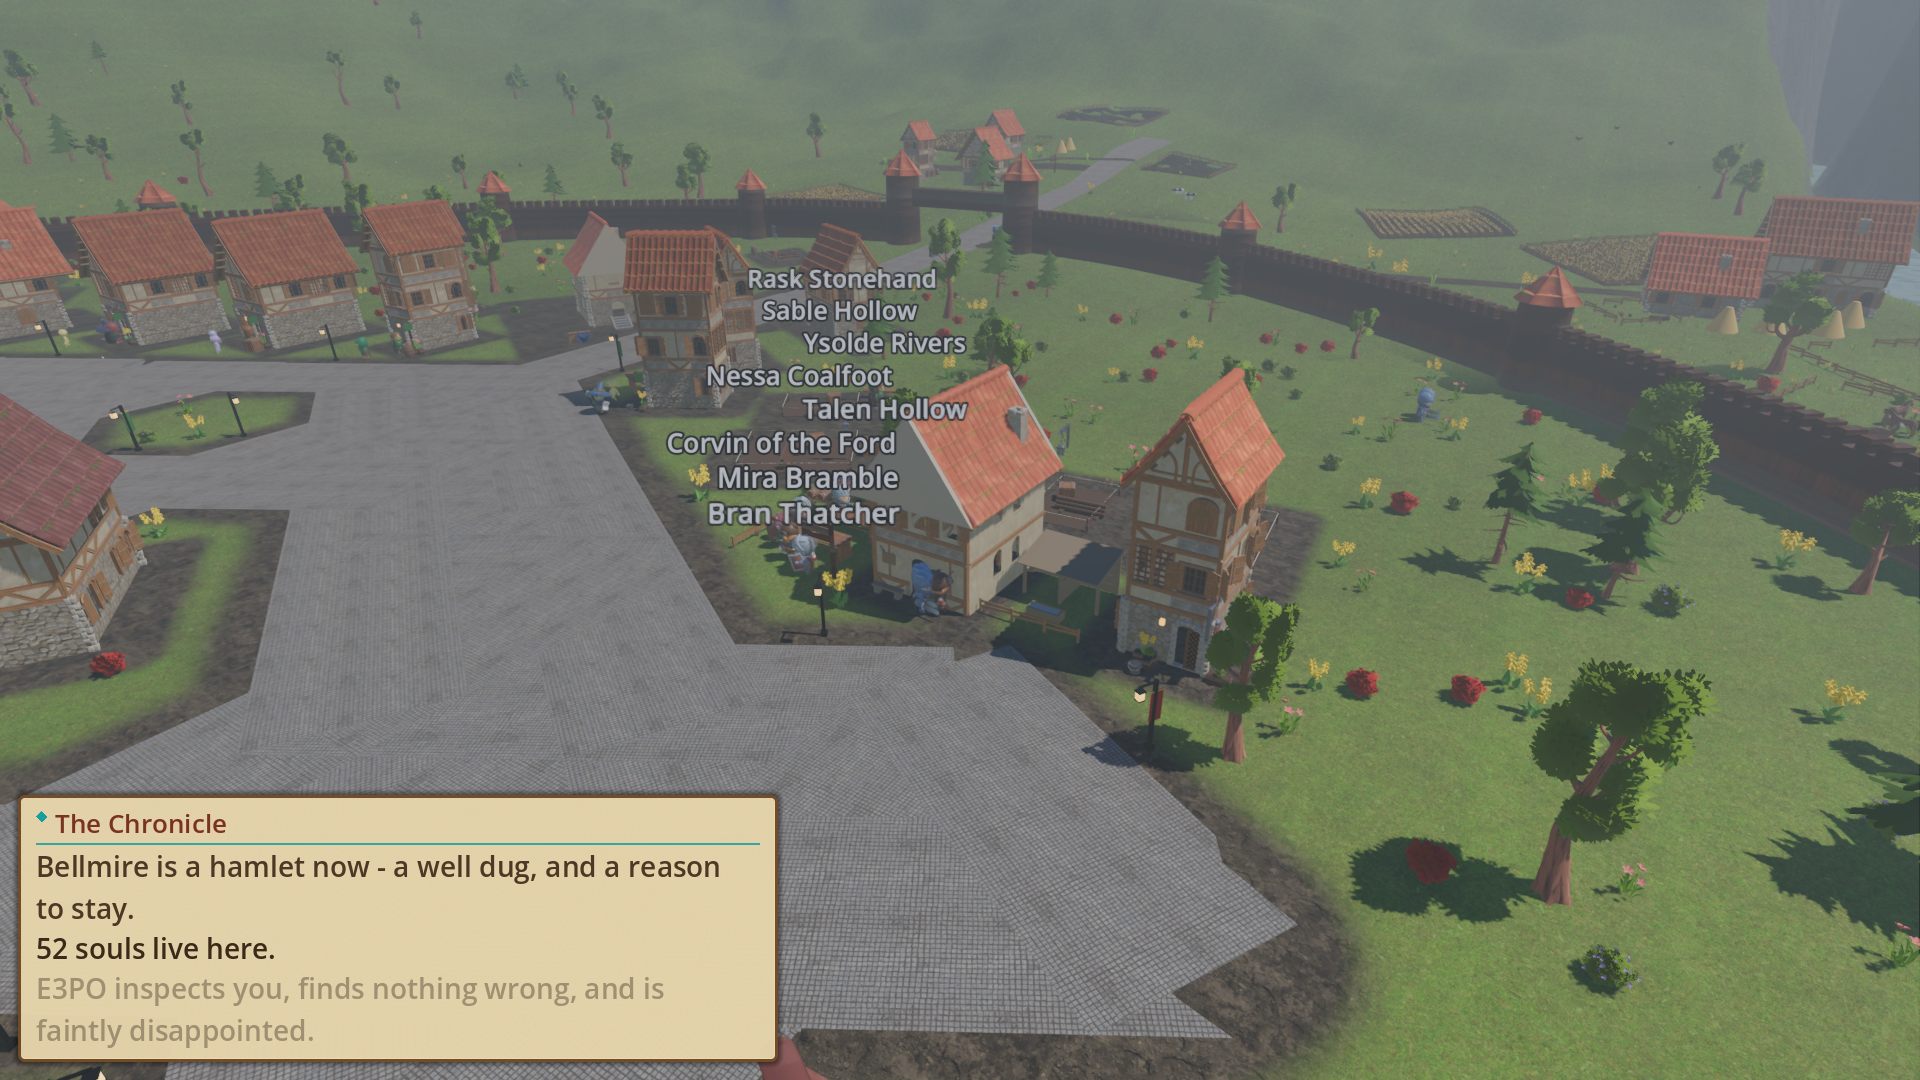 Rask Stonehand
Sable Hollow
Ysolde Rivers
Nessa Coalfoot
Talen Hollow
Corvin of the Ford
Mira Bramble
Bran Thatcher
The Chronicle
Bellmire is a hamlet now - a well dug, and a reason
to stay.
52 souls live here.
E3PO inspects you, finds nothing wrong, and is
faintly disappointed.